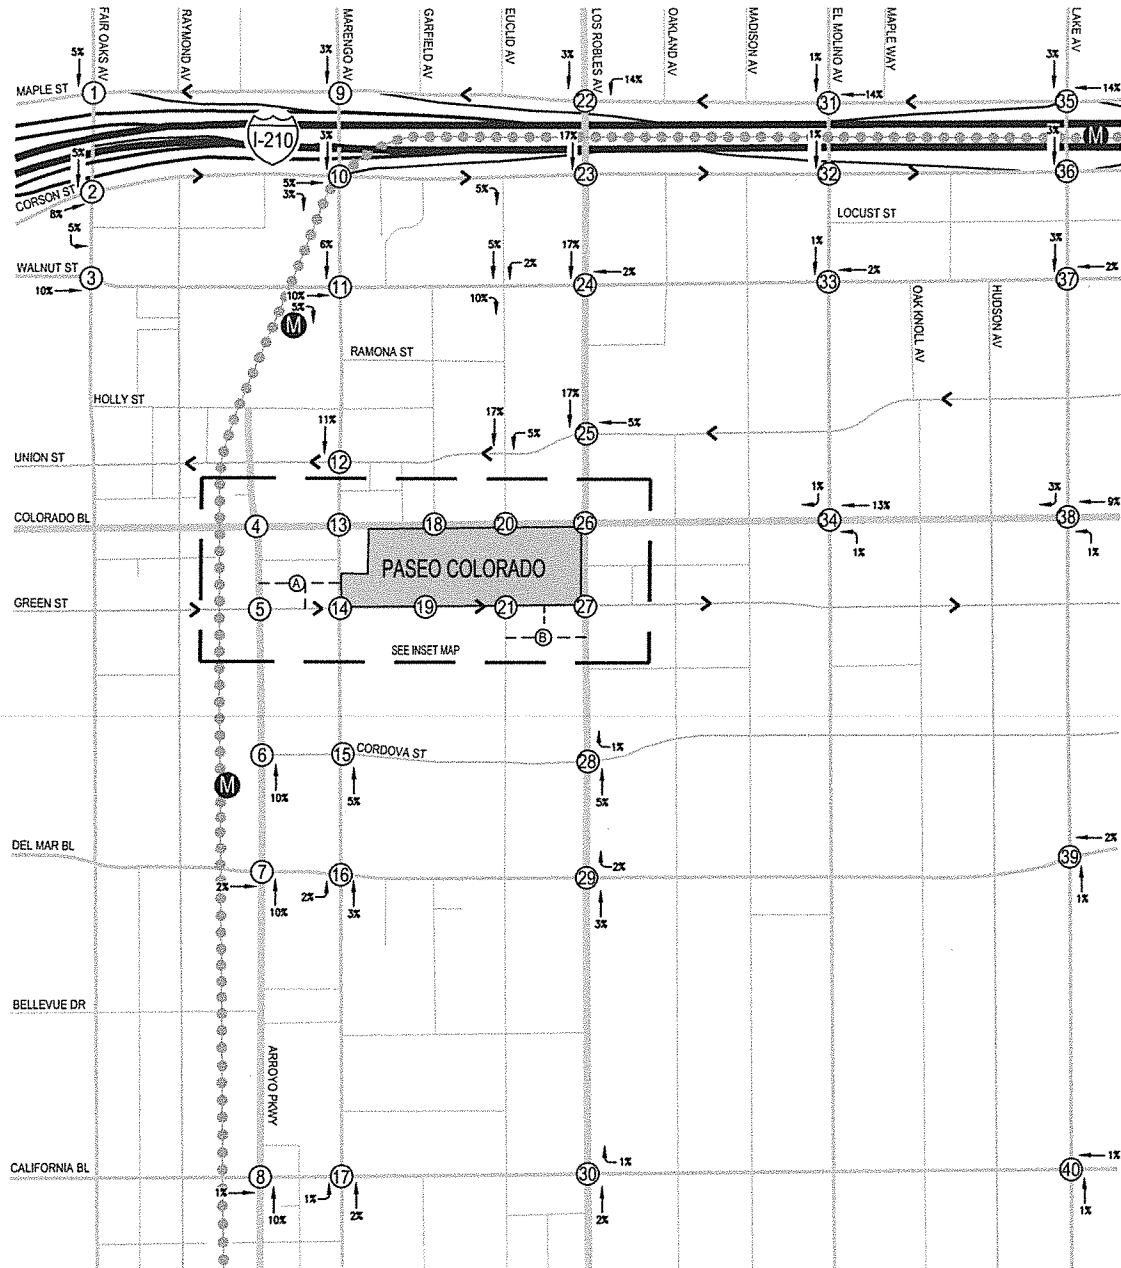 FAIR OAKS AV
RAYMOND AV
MARENGO AV
GARFIELD AV
EUCLID AV
LOS ROBLES AV
OAKLAND AV
MADISON AV
EL MOLINO AV
MAPLE WAY
LAKE AV
5%
3%
3%
14%
1%
14%
3%
14%
MAPLE ST
1
9
22
31
35
I-210
3%
17%
1%
3%
M
5%
CORSON ST
2
8%
5%
3%
10
5%
23
32
36
LOCUST ST
5%
6%
5%
2%
17%
2%
1%
2%
3%
2%
WALNUT ST
3
10%
10%
11
10%
24
33
37
5%
M
OAK KNOLL AV
HUDSON AV
RAMONA ST
HOLLY ST
11%
17%
5%
17%
5%
25
UNION ST
12
1%
13%
3%
9%
COLORADO BL
4
13
18
20
26
34
38
1%
1%
PASEO COLORADO
A
GREEN ST
5
14
19
21
27
B
SEE INSET MAP
6
15
CORDOVA ST
1%
28
M
10%
5%
5%
DEL MAR BL
2%
39
7
16
2%
29
2%
2%
10%
3%
3%
1%
BELLEVUE DR
ARROYO PKWY
CALIFORNIA BL
8
17
30
1%
40
1%
1%
1%
10%
2%
2%
1%